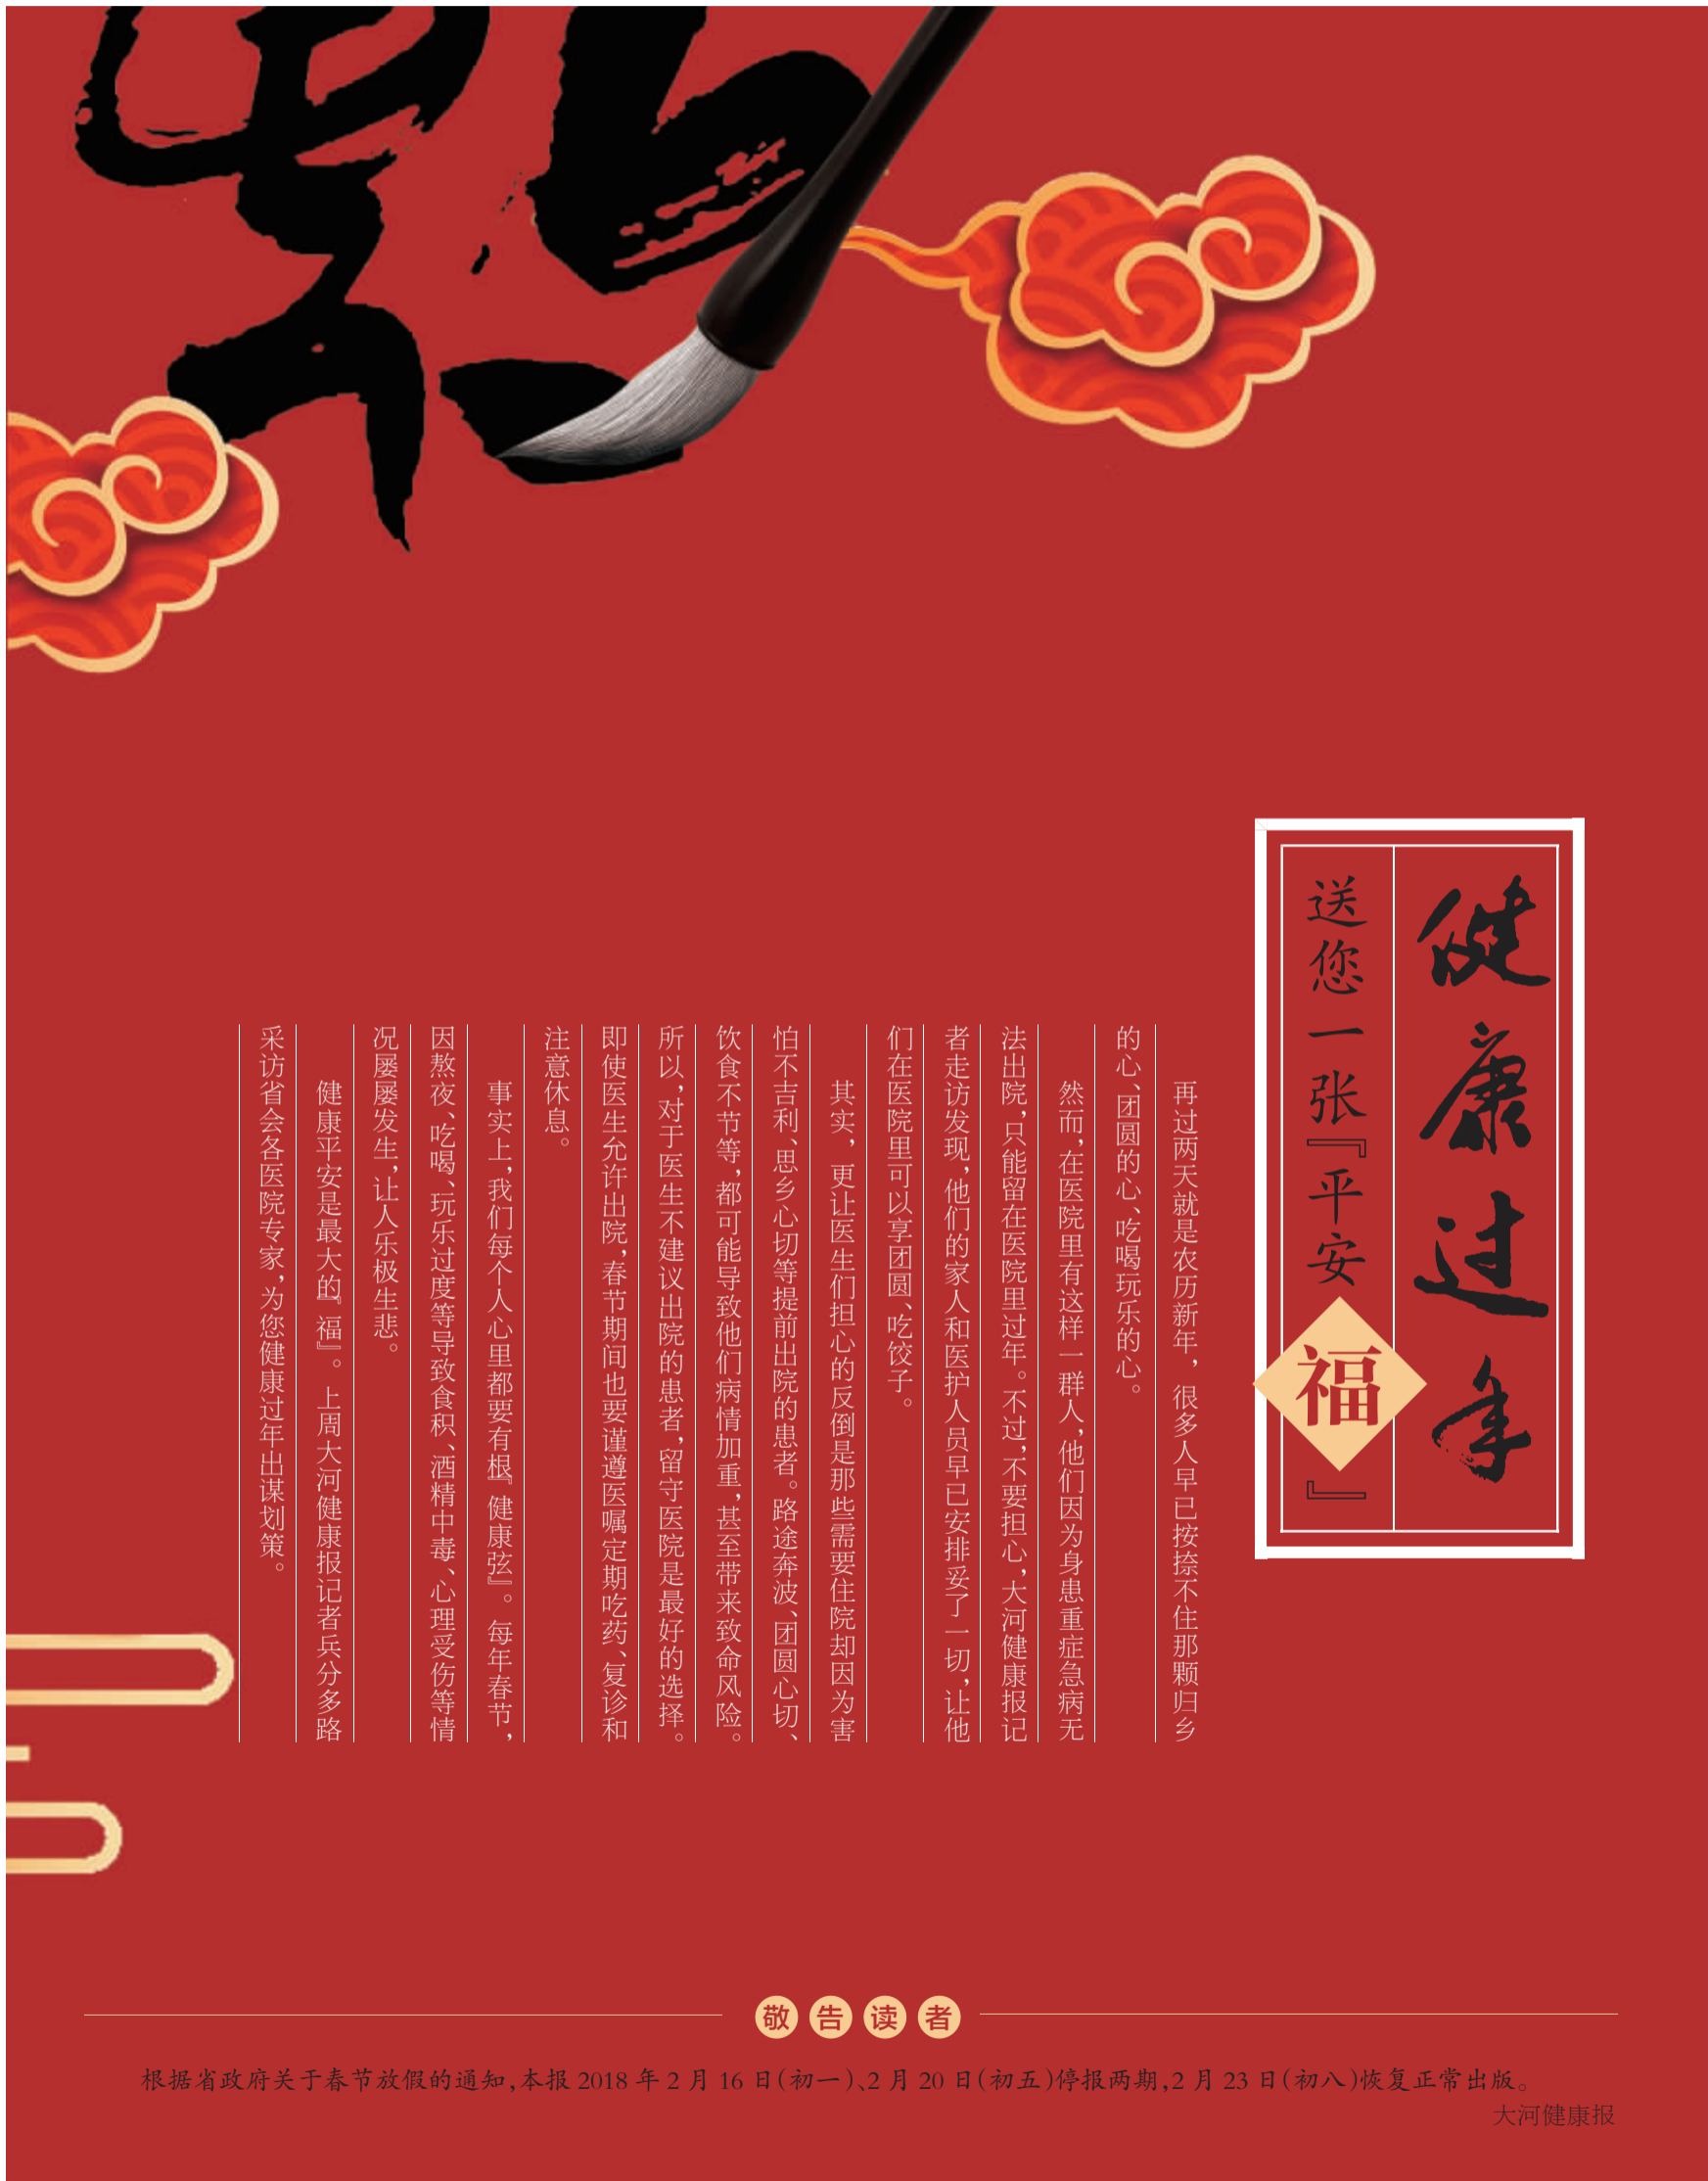 健康过年
送您一张『平安福』
再过两天就是农历新年，很多人早已按捺不住那颗归乡
的心、团圆的心、吃喝玩乐的心。
然而，在医院里有这样一群人，他们因为身患重症急病无
法出院，只能留在医院里过年。不过，不要担心，大河健康报记
者走访发现，他们的家人和医护人员早已安排妥了一切，让他
们在医院里可以享团圆、吃饺子。
其实，更让医生们担心的反倒是那些需要住院却因为害
怕不吉利、思乡心切等提前出院的患者。路途奔波、团圆心切、
饮食不节等，都可能导致他们病情加重，甚至带来致命风险。
所以，对于医生不建议出院的患者，留守医院是最好的选择。
即使医生允许出院，春节期间也要谨遵医嘱定期吃药、复诊和
注意休息。
事实上，我们每个人心里都要有根『健康弦』。每年春节，
因熬夜、吃喝、玩乐过度等导致食积、酒精中毒、心理受伤等情
况屡屡发生，让人乐极生悲。
健康平安是最大的『福』。上周大河健康报记者兵分多路
采访省会各医院专家，为您健康过年出谋划策。
敬告读者
根据省政府关于春节放假的通知，本报2018年2月16日（初一）、2月20日（初五）停报两期，2月23日（初八）恢复正常出版。
大河健康报